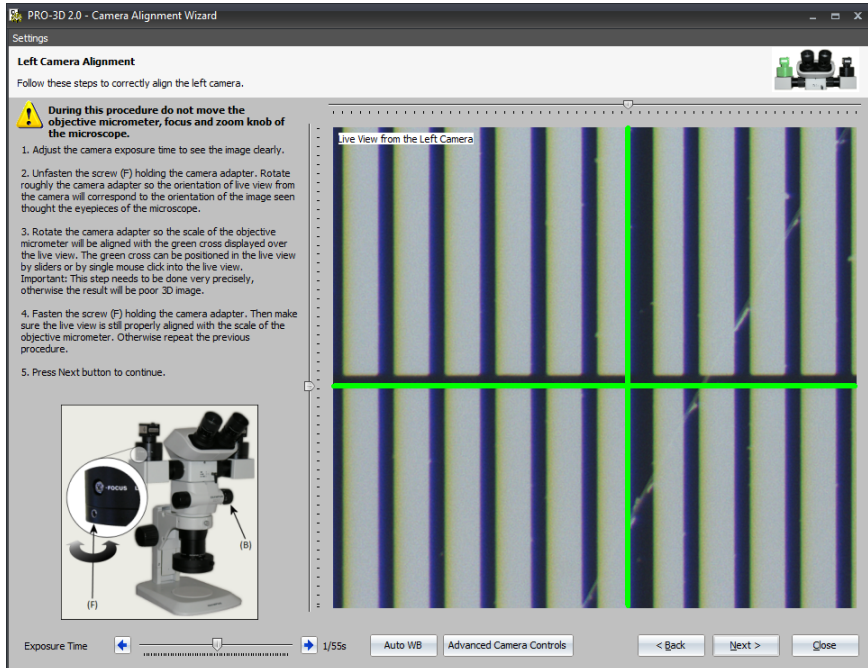 PRO-3D 2.0 - Camera Alignment Wizard
Settings
Left Camera Alignment
Follow these steps to correctly align the left camera.
During this procedure do not move the
objective micrometer, focus and zoom knob of
the microscope.
1. Adjust the camera exposure time to see the image clearly.
2. Unfasten the screw (F) holding the camera adapter. Rotate
roughly the camera adapter so the orientation of live view from
the camera will correspond to the orientation of the image seen
thought the eyepieces of the microscope.
3. Rotate the camera adapter so the scale of the objective
micrometer will be aligned with the green cross displayed over
the live view. The green cross can be positioned in the live view
by sliders or by single mouse click into the live view.
Important: This step needs to be done very precisely,
otherwise the result will be poor 3D image.
4. Fasten the screw (F) holding the camera adapter. Then make
sure the live view is still properly aligned with the scale of the
objective micrometer. Otherwise repeat the previous
procedure.
5. Press Next button to continue.
Live View from the Left Camera
-FOCUS
(B)
(F)
Exposure Time
1/55s
Auto WB
Advanced Camera Controls
< Back
Next >
Close